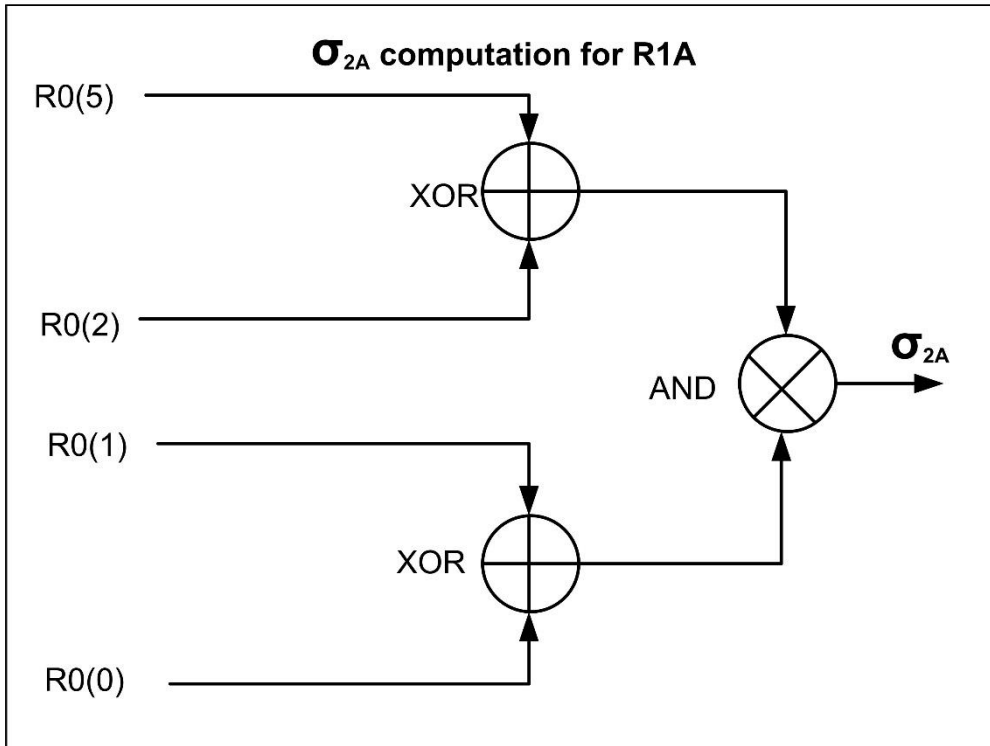 σ2A computation for R1A
R0(5)
XOR
R0(2)
σ2A
AND
R0(1)
XOR
R0(0)